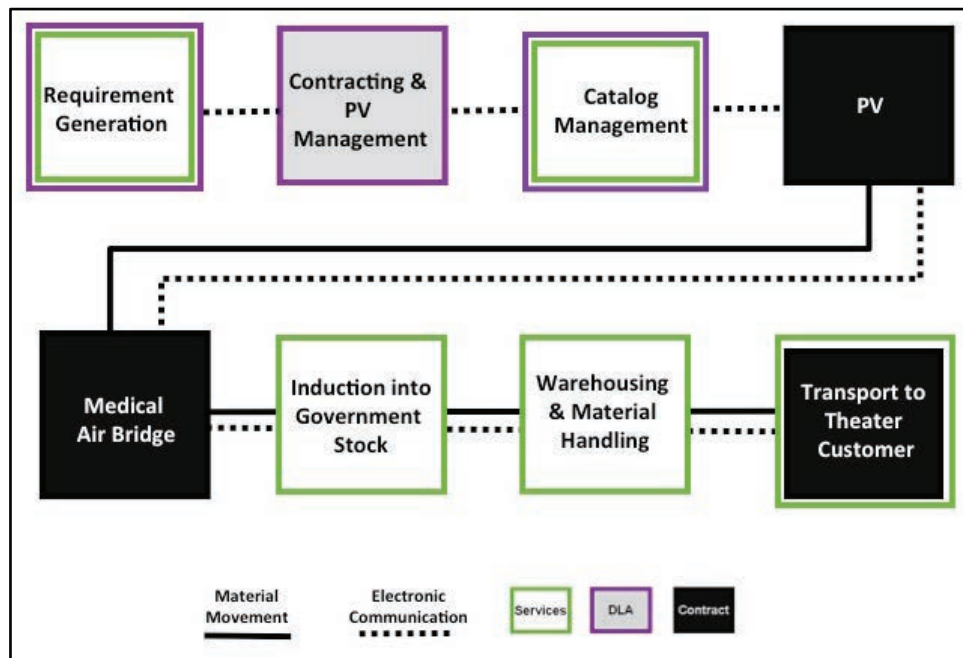 Requirement
Generation
Contracting &
PV
Management
Catalog
Management
PV
Medical
Air Bridge
Induction into
Government
Stock
Warehousing
& Material
Handling
Transport to
Theater
Customer
Material
Movement
Electronic
Communication
Services
DLA
Contract